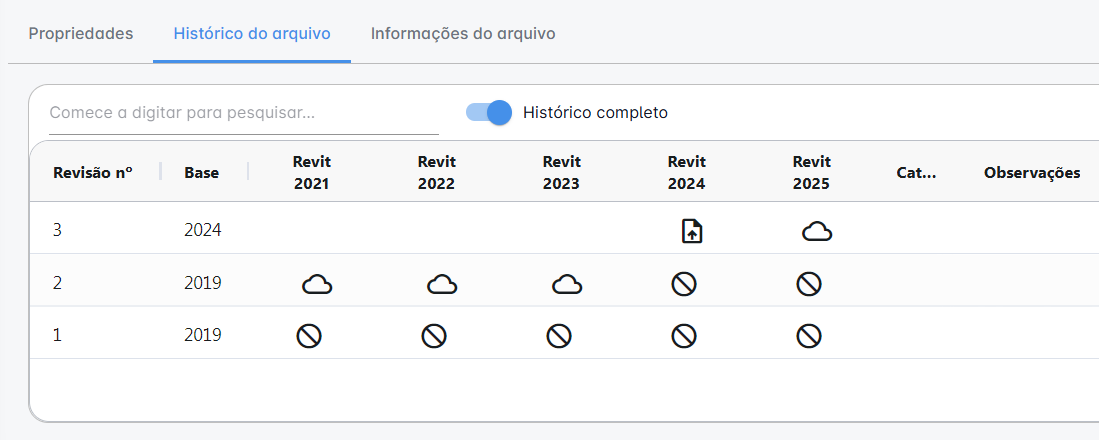 Propriedades Histórico do arquivo Informações do arquivo
Comece a digitar para pesquisar... Histórico completo
Revisão nº Base Revit 2021 Revit 2022 Revit 2023 Revit 2024 Revit 2025 Cat... Observações
3 2024
2 2019
1 2019